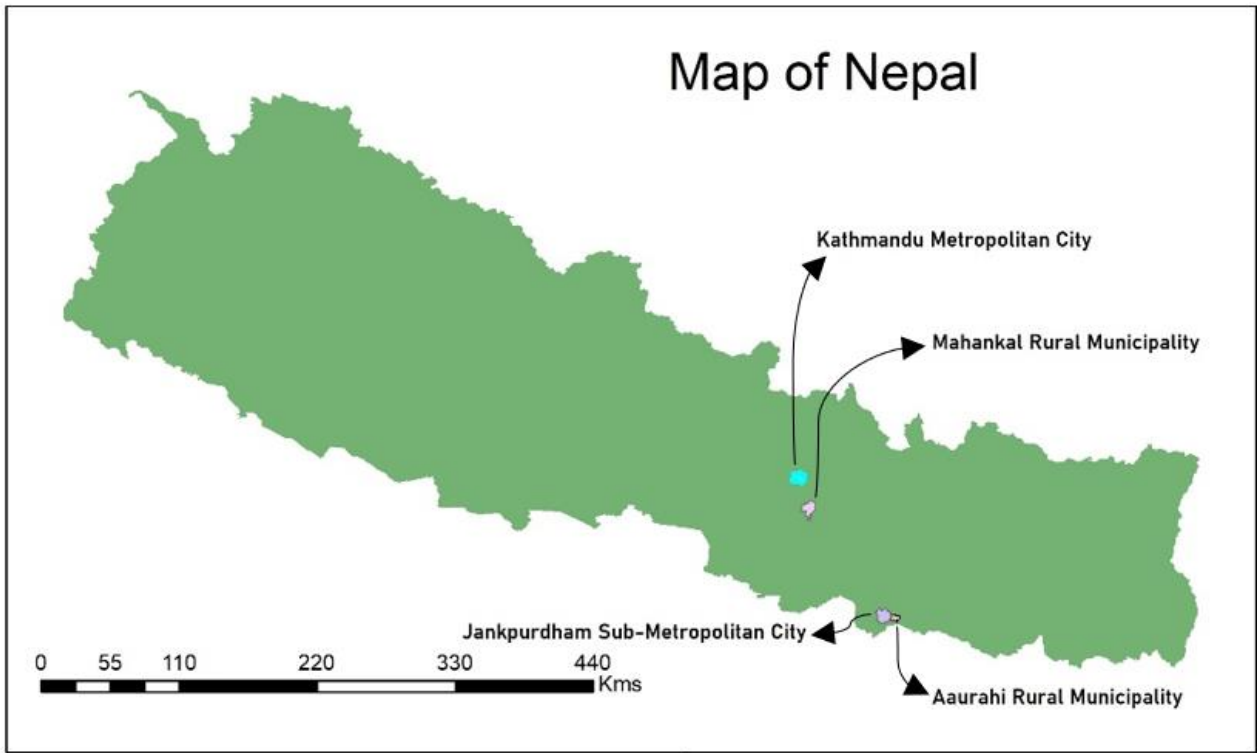 Map of Nepal
Kathmandu Metropolitan City
Mahankal Rural Municipality
Jankpurdham Sub-Metropolitan City
0 55 110 220 330 440
Kms
Aaurahi Rural Municipality